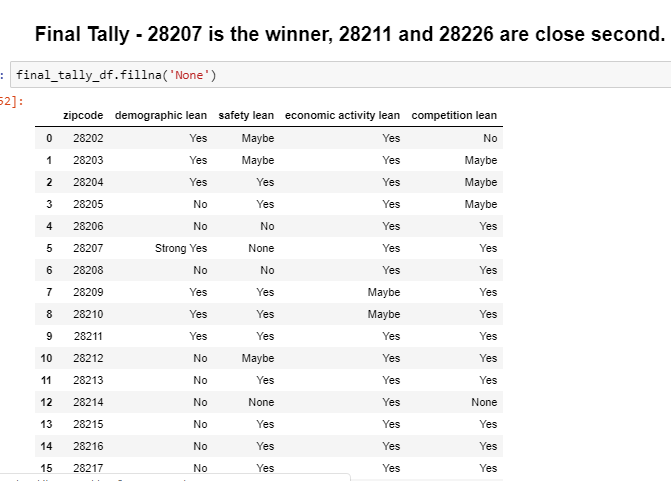 Final Tally - 28207 is the winner, 28211 and 28226 are close second.
: final_tally_df.fillna('None')
52]:
zipcode demographic lean safety lean economic activity lean competition lean
0 28202 Yes Maybe Yes No
1 28203 Yes Maybe Yes Maybe
2 28204 Yes Yes Yes Maybe
3 28205 No Yes Yes Maybe
4 28206 No No Yes Yes
5 28207 Strong Yes None Yes Yes
6 28208 No No Yes Yes
7 28209 Yes Yes Maybe Yes
8 28210 Yes Yes Maybe Yes
9 28211 Yes Yes Yes Yes
10 28212 No Maybe Yes Yes
11 28213 No Yes Yes Yes
12 28214 No None Yes None
13 28215 No Yes Yes Yes
14 28216 No Yes Yes Yes
15 28217 No Yes Yes Yes